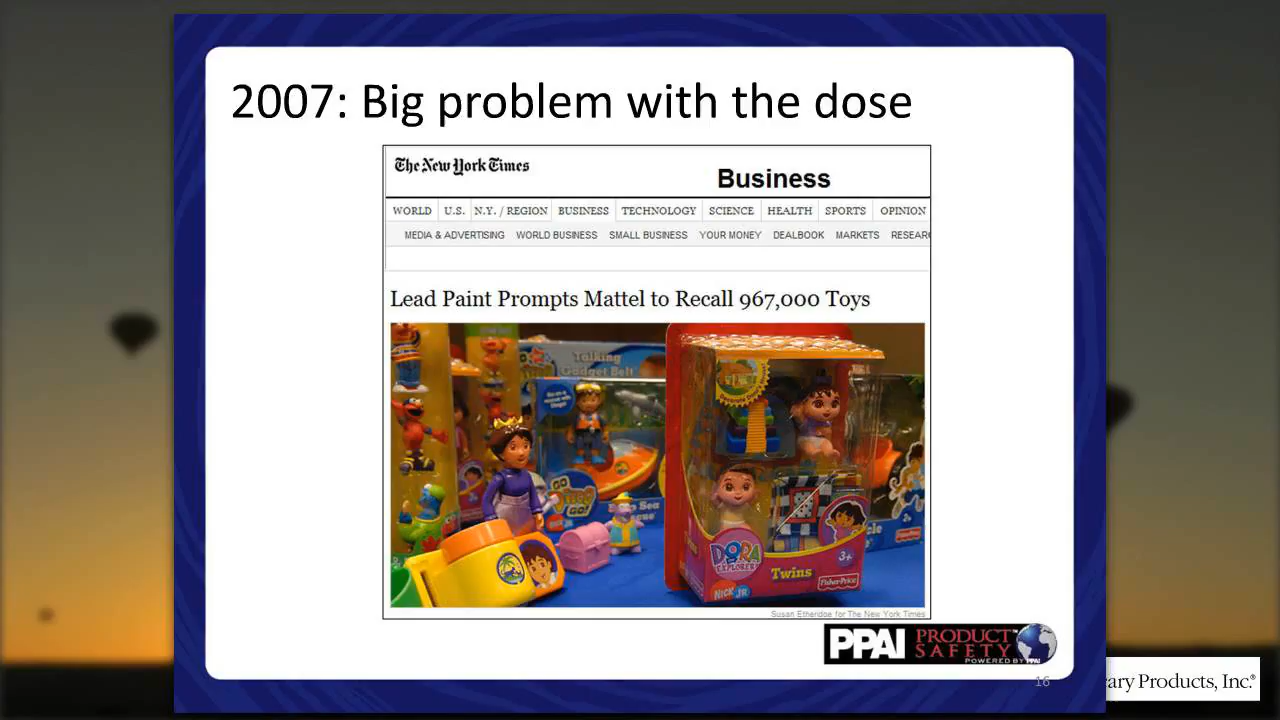 2007: Big problem with the dose
The New York Times
Business
WORLD U.S. N.Y. / REGION BUSINESS TECHNOLOGY SCIENCE HEALTH SPORTS OPINION
MEDIA & ADVERTISING WORLD BUSINESS SMALL BUSINESS YOUR MONEY DEALBOOK MARKETS RESEAR
Lead Paint Prompts Mattel to Recall 967,000 Toys
Talking
Gadget Belt
GO
DIEGO
GO!
Sea
DORA
EXPLORER
Twins
3+
Fisher-Price
NICK JR
Susan Etheridge for The New York Times
PPAI PRODUCT
SAFETY
POWERED BY PPAI
16
ary Products, Inc.®